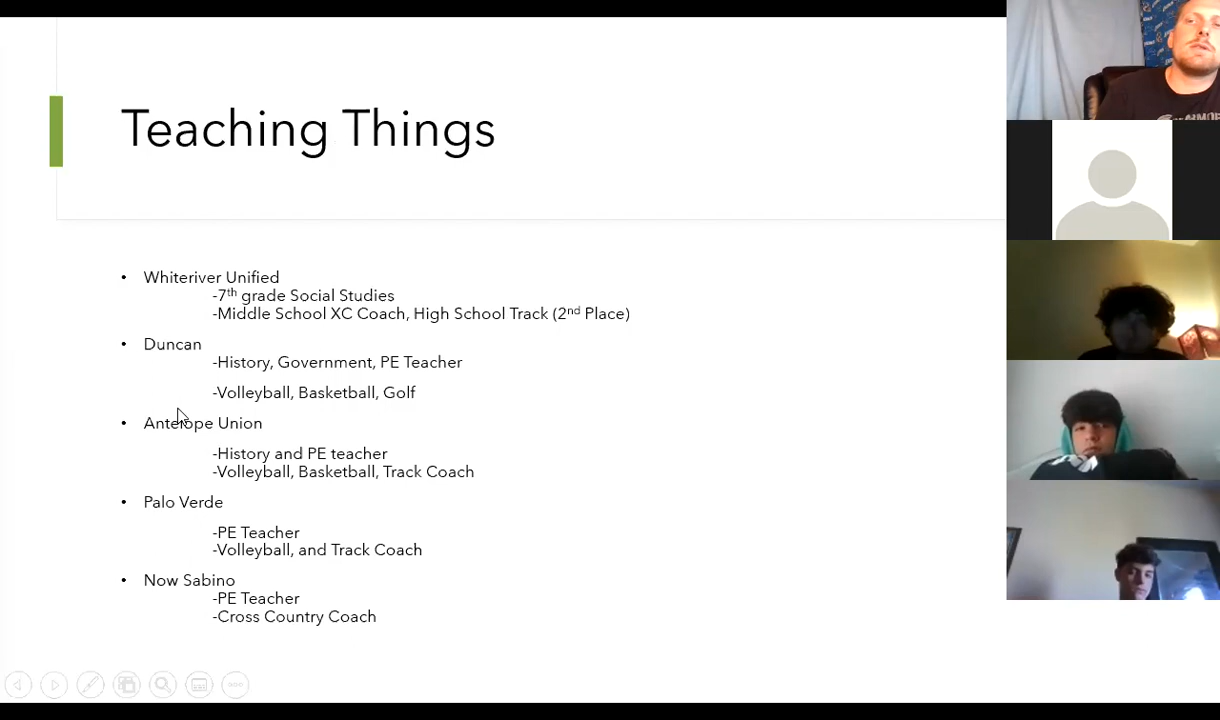 Teaching Things
• Whiteriver Unified
-7th grade Social Studies
-Middle School XC Coach, High School Track (2nd Place)
• Duncan
-History, Government, PE Teacher
-Volleyball, Basketball, Golf
• Antelope Union
-History and PE teacher
-Volleyball, Basketball, Track Coach
• Palo Verde
-PE Teacher
-Volleyball, and Track Coach
• Now Sabino
-PE Teacher
-Cross Country Coach